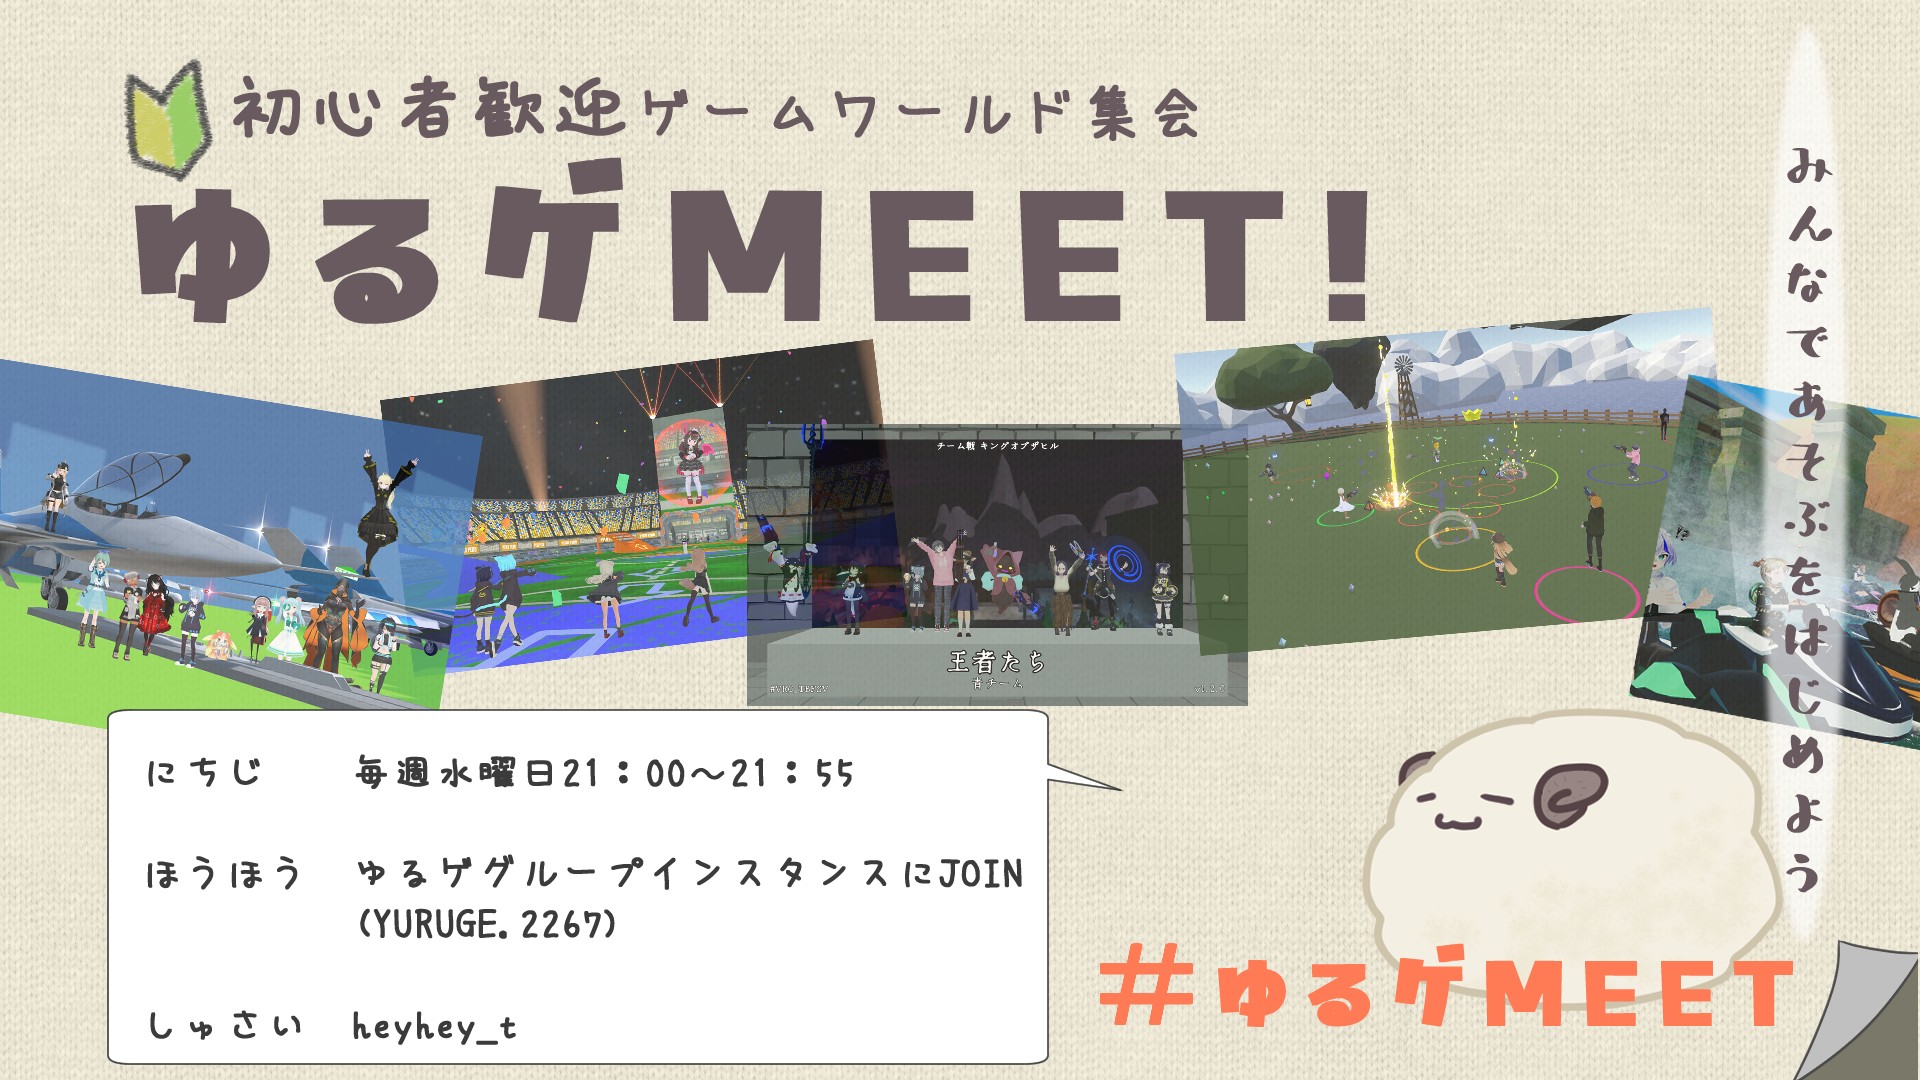 初心者歓迎ゲームワールド集会
ゆるゲMEET!
みんなであそぶをはじめよう
チーム戦 キングオブザヒル
王者たち
青チーム
にちじ 毎週水曜日21：00～21：55
ほうほう ゆるゲグループインスタンスにJOIN
(YURUGE.2267)
しゅさい heyhey_t
#ゆるゲMEET